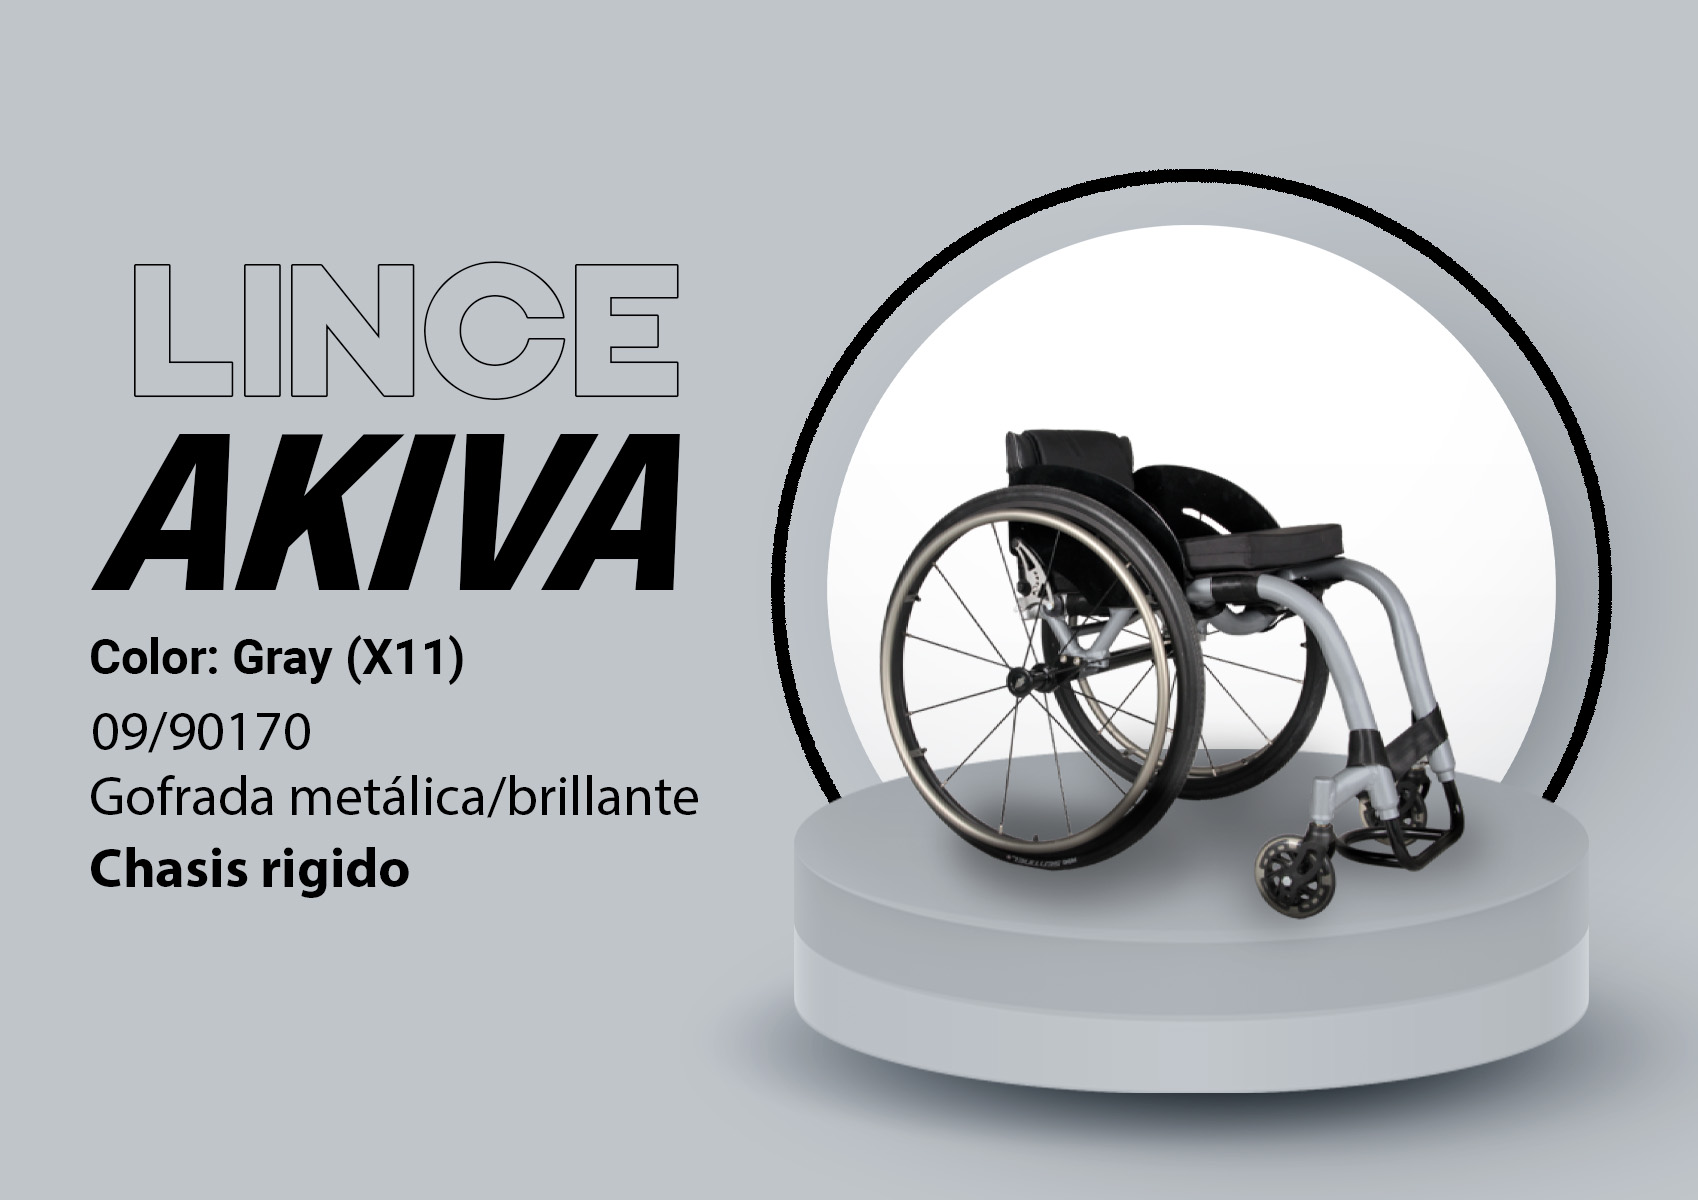 LINCE
AKIVA
Color: Gray (X11)
09/90170
Gofrada metálica/brillante
Chasis rigido